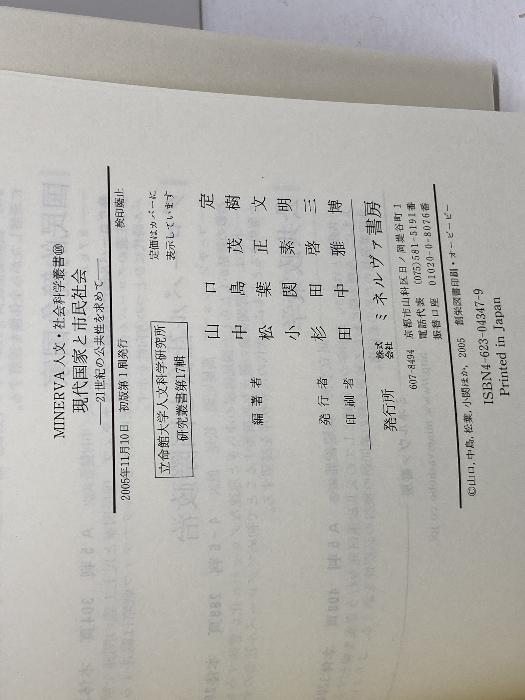 MINERVA 人文・社会科学叢書⑩
現代国家と市民社会
―21世紀の公共性を求めて―
2005年11月10日 初版第1刷発行
検印廃止
定価はカバーに
表示しています
立命館大学人文科学研究所
研究叢書第17輯
編著者
山口定
中島茂樹
松葉正文
小関素明
発行者 杉田啓三
印刷者 田中雅博
発行所 株式会社 ミネルヴァ書房
607-8494 京都市山科区日ノ岡堤谷町1
電話代表 (075)581-5191番
振替口座 01020-0-8076番
©山口, 中島, 松葉, 小関ほか, 2005 創栄図書印刷・オービービー
ISBN4-623-04347-9
Printed in Japan